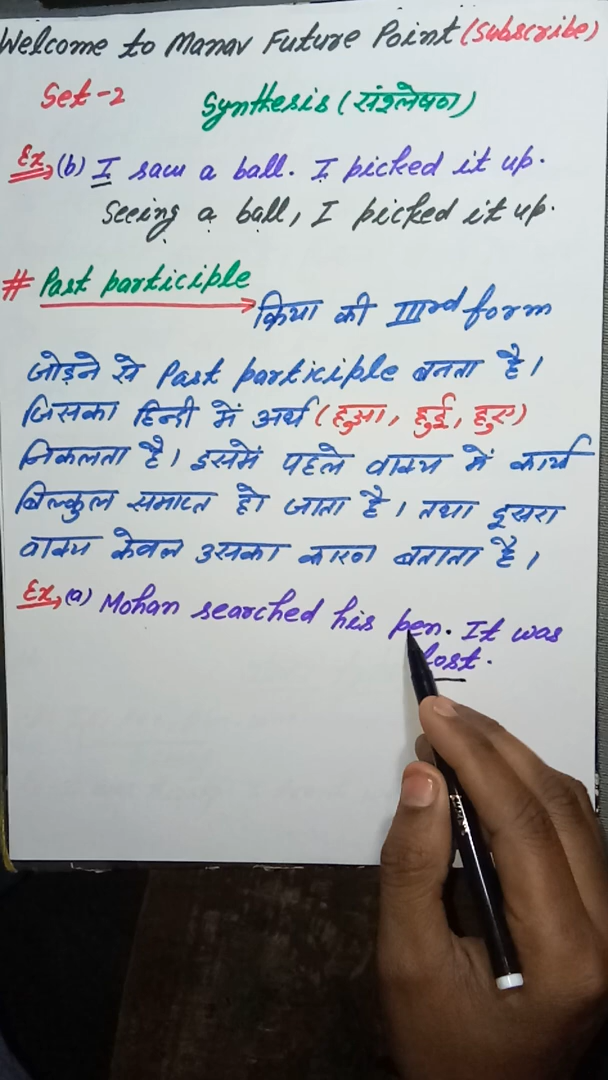 Welcome to Manav Future Point (Subscribe)
Set-2 Synthesis (संश्लेषण)
Ex, (b) I saw a ball. I picked it up.
Seeing a ball, I picked it up.
# Past participle
क्रिया की IIIrd form
जोड़ने से Past participle बनता है।
जिसका हिन्दी में अर्थ (हुआ, हुई, हुए)
निकलता है। इसमें पहले वाक्य में कार्य
बिल्कुल समाप्त हो जाता है। तथा दूसरा
वाक्य केवल उसका कारण बताता है।
Ex, (a) Mohan searched his pen. It was
lost.